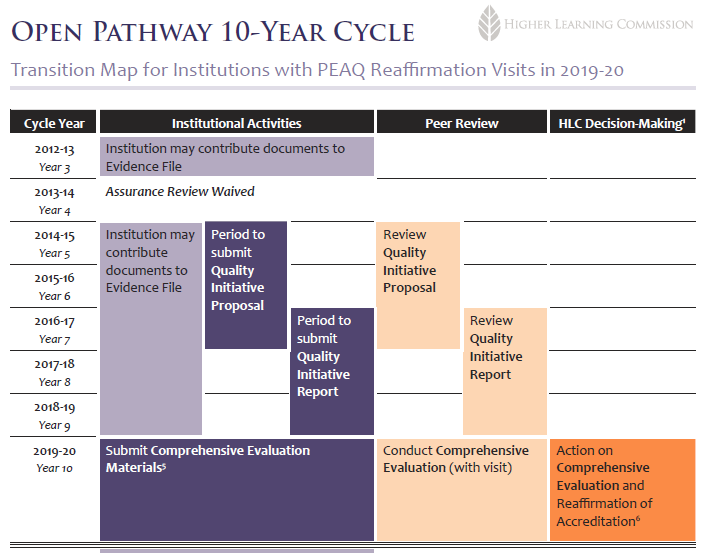 OPEN PATHWAY 10-YEAR CYCLE
HIGHER LEARNING COMMISSION
Transition Map for Institutions with PEAQ Reaffirmation Visits in 2019-20
Cycle Year
Institutional Activities
Peer Review
HLC Decision-Making¹
2012-13
Year 3
Institution may contribute documents to
Evidence File
2013-14
Year 4
Assurance Review Waived
2014-15
Year 5
2015-16
Year 6
2016-17
Year 7
2017-18
Year 8
2018-19
Year 9
Institution may
contribute
documents to
Evidence File
Period to
submit
Quality
Initiative
Proposal
Period to
submit
Quality
Initiative
Report
Review
Quality
Initiative
Proposal
Review
Quality
Initiative
Report
2019-20
Year 10
Submit Comprehensive Evaluation
Materials⁵
Conduct Comprehensive
Evaluation (with visit)
Action on
Comprehensive
Evaluation and
Reaffirmation of
Accreditation⁶